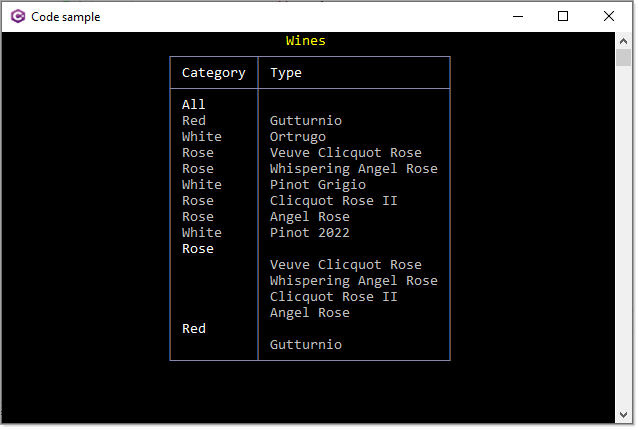 Code sample
Wines
Category Type
All
Red Gutturnio
White Ortrugo
Rose Veuve Clicquot Rose
Rose Whispering Angel Rose
White Pinot Grigio
Rose Clicquot Rose II
Rose Angel Rose
White Pinot 2022
Rose
Veuve Clicquot Rose
Whispering Angel Rose
Clicquot Rose II
Angel Rose
Red
Gutturnio